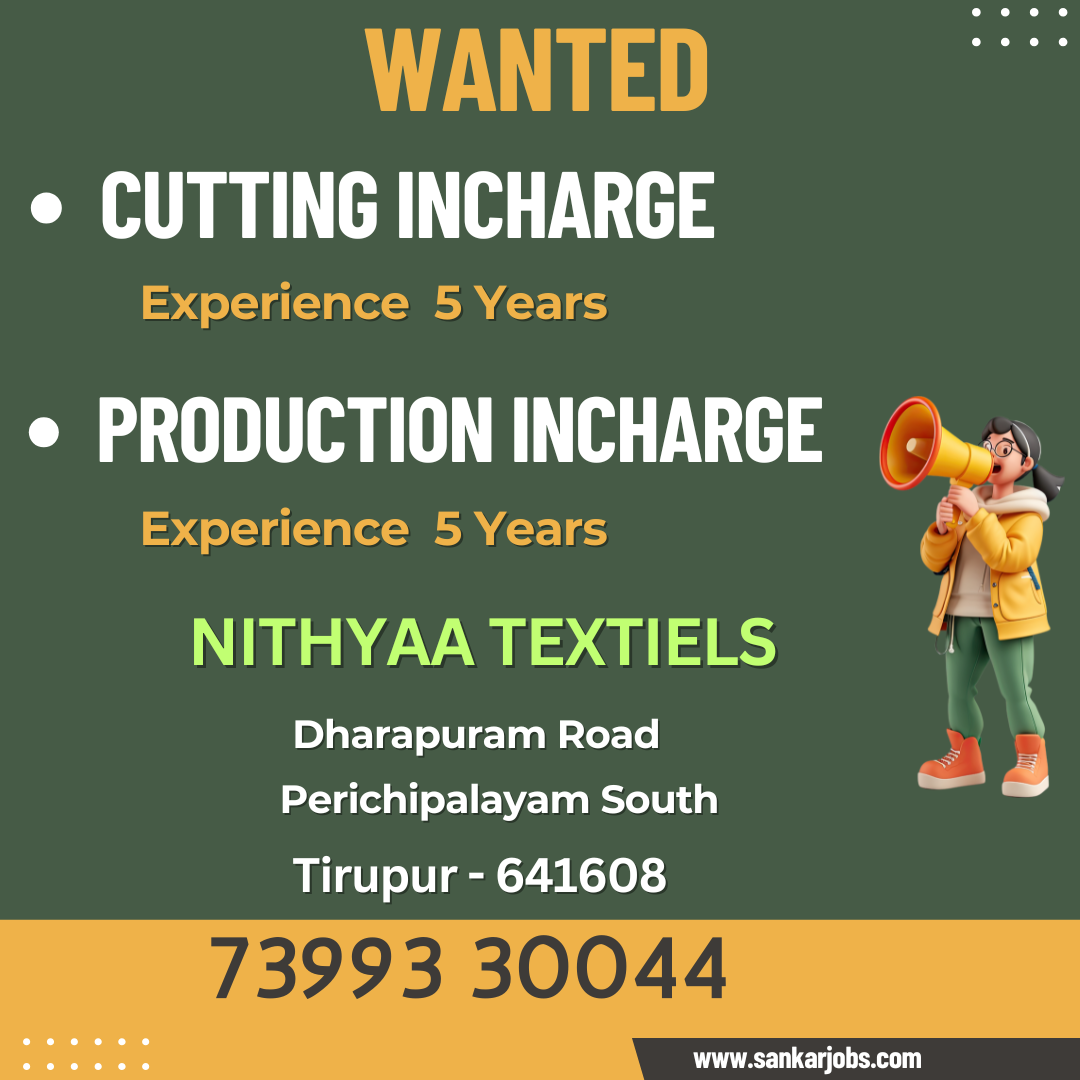 WANTED
• CUTTING INCHARGE
Experience 5 Years
• PRODUCTION INCHARGE
Experience 5 Years
NITHYAA TEXTIELS
Dharapuram Road
Perichipalayam South
Tirupur - 641608
73993 30044
www.sankarjobs.com